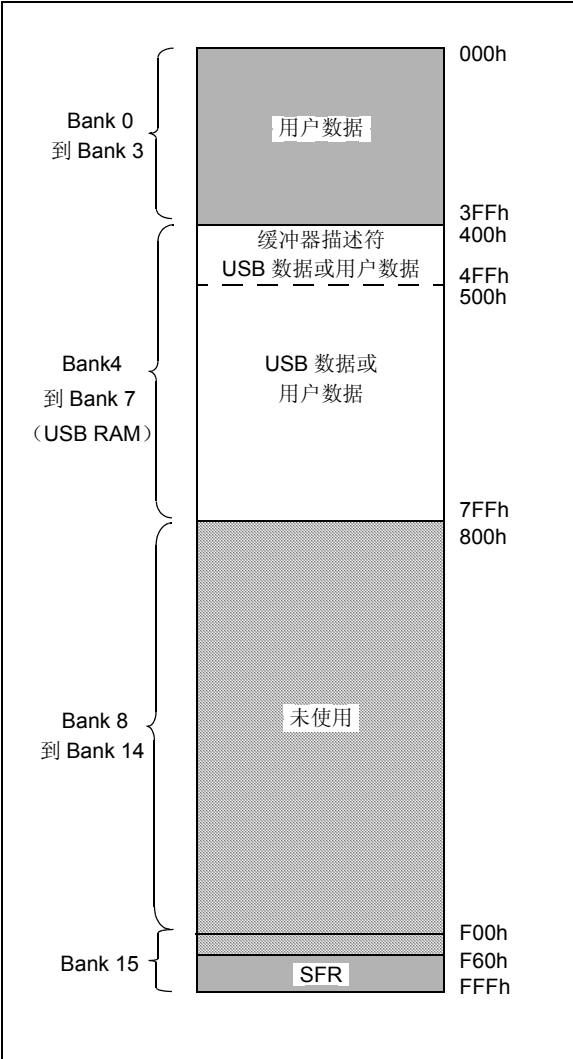 000h
Bank 0
到 Bank 3
用户数据
3FFh
400h
缓冲器描述符
USB 数据或用户数据
4FFh
500h
Bank4
到 Bank 7
（USB RAM）
USB 数据或
用户数据
7FFh
800h
Bank 8
到 Bank 14
未使用
F00h
Bank 15
F60h
SFR
FFFh